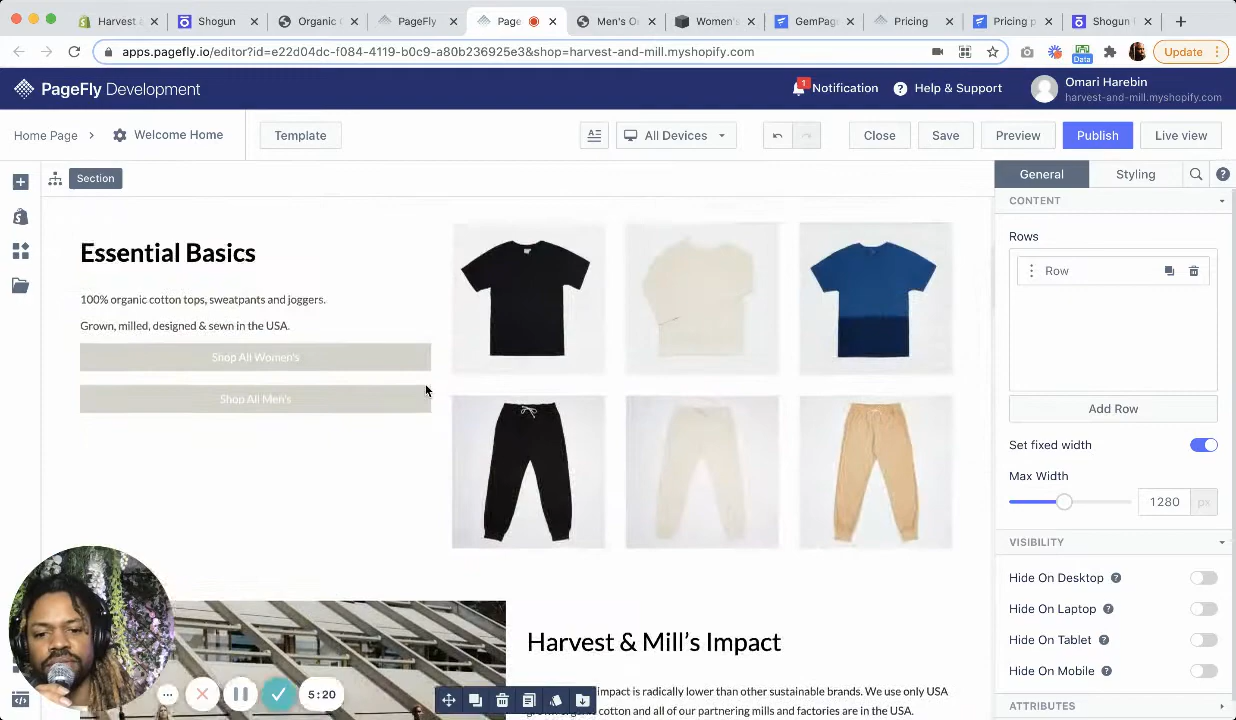 Harvest a
Shogun
Organic (
PageFly
Page
Men's O
Women's
GemPage
Pricing
Pricing p
Shogun
apps.pagefly.io/editor?id=e22d04dc-f084-4119-b0c9-a80b236925e3&shop=harvest-and-mill.myshopify.com
Data
Update
PageFly Development
1
Notification
Help & Support
Omari Harebin
harvest-and-mill.myshopify.com
Home Page
Welcome Home
Template
All Devices
Close
Save
Preview
Publish
Live view
Section
General
Styling
CONTENT
Rows
Row
Add Row
Set fixed width
Max Width
1280 px
VISIBILITY
Hide On Desktop
Hide On Laptop
Hide On Tablet
Hide On Mobile
ATTRIBUTES
Essential Basics
100% organic cotton tops, sweatpants and joggers.
Grown, milled, designed & sewn in the USA.
Shop All Women's
Shop All Men's
Harvest & Mill's Impact
impact is radically lower than other sustainable brands. We use only USA
cotton and all of our partnering mills and factories are in the USA.
5:20